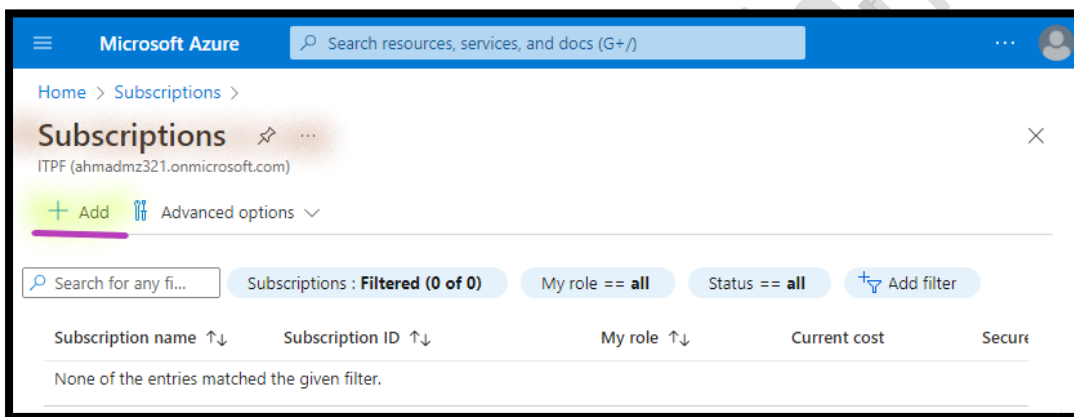 Microsoft Azure Search resources, services, and docs (G+/) ...
Home > Subscriptions >
Subscriptions ...
ITPF (ahmadmz321.onmicrosoft.com)
+ Add Advanced options
Search for any fi... Subscriptions : Filtered (0 of 0) My role == all Status == all Add filter
Subscription name ↑↓ Subscription ID ↑↓ My role ↑↓ Current cost Secure
None of the entries matched the given filter.